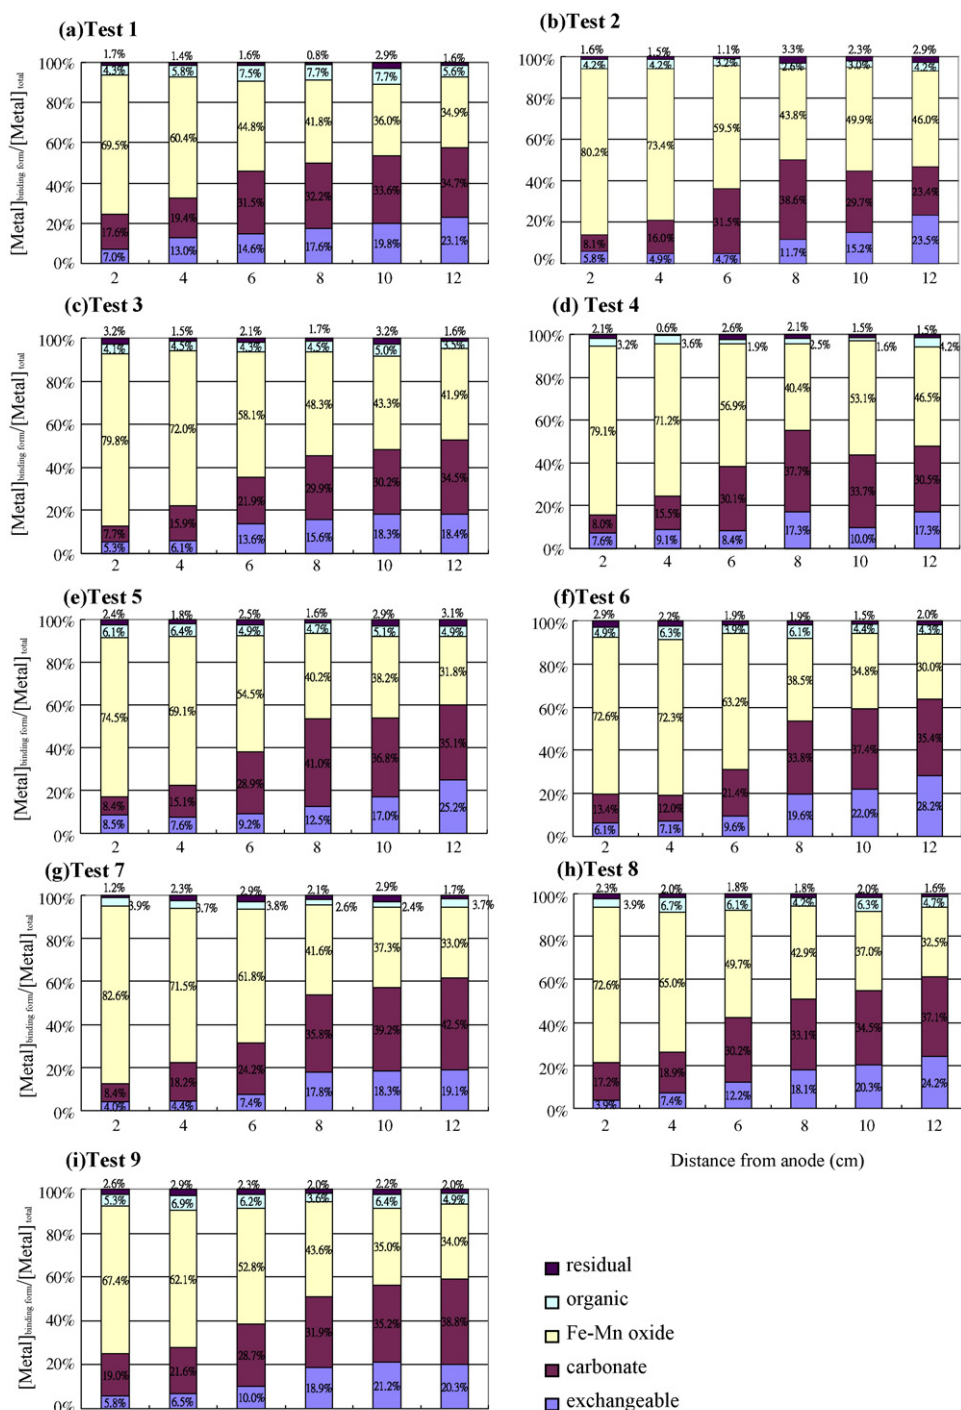 (a)Test 1
1.7% 1.4% 1.6% 0.8% 2.9% 1.6%
100%
4.3% 5.8% 7.5% 7.7% 7.7% 5.6%
80%
69.5% 60.4% 44.8% 41.8% 36.0% 34.9%
60%
40%
17.6% 19.4% 31.5% 32.2% 33.6% 34.7%
20%
7.0% 13.0% 14.6% 17.6% 19.8% 23.1%
0%
2 4 6 8 10 12
[Metal]binding form/[Metal]total
(b)Test 2
1.6% 1.5% 1.1% 3.3% 2.3% 2.9%
100%
4.2% 4.2% 3.2% 2.6% 3.0% 4.2%
80%
80.2% 73.4% 59.5% 43.8% 49.9% 46.0%
60%
40%
8.1% 16.0% 31.5% 38.6% 29.7% 23.4%
20%
5.8% 4.9% 4.7% 11.7% 15.2% 23.5%
0%
2 4 6 8 10 12
(c)Test 3
3.2% 1.5% 2.1% 1.7% 3.2% 1.6%
100%
4.1% 4.5% 4.3% 4.5% 5.0% 3.5%
80%
79.8% 72.0% 58.1% 48.3% 43.3% 41.9%
60%
40%
7.7% 15.9% 21.9% 29.9% 30.2% 34.5%
20%
5.3% 6.1% 13.6% 15.6% 18.3% 18.4%
0%
2 4 6 8 10 12
[Metal]binding form/[Metal]total
(d) Test 4
2.1% 0.6% 2.6% 2.1% 1.5% 1.5%
100%
3.2% 3.6% 1.9% 2.5% 1.6% 4.2%
80%
79.1% 71.2% 56.9% 40.4% 53.1% 46.5%
60%
40%
8.0% 15.5% 30.1% 37.7% 33.7% 30.5%
20%
7.6% 9.1% 8.4% 17.3% 10.0% 17.3%
0%
2 4 6 8 10 12
(e)Test 5
2.4% 1.8% 2.5% 1.6% 2.9% 3.1%
100%
6.1% 6.4% 4.9% 4.7% 5.1% 4.9%
80%
74.5% 69.1% 54.5% 40.2% 38.2% 31.8%
60%
40%
8.4% 15.1% 28.9% 41.0% 36.8% 35.1%
20%
8.5% 7.6% 9.2% 12.5% 17.0% 25.2%
0%
2 4 6 8 10 12
[Metal]binding form/[Metal]total
(f)Test 6
2.9% 2.2% 1.9% 1.9% 1.5% 2.0%
100%
4.9% 6.3% 3.9% 6.1% 4.4% 4.3%
80%
72.6% 72.3% 63.2% 38.5% 34.8% 30.0%
60%
40%
13.4% 12.0% 21.4% 33.8% 37.4% 35.4%
20%
6.1% 7.1% 9.6% 19.6% 22.0% 28.2%
0%
2 4 6 8 10 12
(g)Test 7
1.2% 2.3% 2.9% 2.1% 2.9% 1.7%
100%
3.9% 3.7% 3.8% 2.6% 2.4% 3.7%
80%
82.6% 71.5% 61.8% 41.6% 37.3% 33.0%
60%
40%
8.4% 18.2% 24.2% 35.8% 39.2% 42.5%
20%
4.0% 4.4% 7.4% 17.8% 18.3% 19.1%
0%
2 4 6 8 10 12
[Metal]binding form/[Metal]total
(h)Test 8
2.3% 2.0% 1.8% 1.8% 2.0% 1.6%
100%
3.9% 6.7% 6.1% 4.2% 6.3% 4.7%
80%
72.6% 65.0% 49.7% 42.9% 37.0% 32.5%
60%
40%
17.2% 18.9% 30.2% 33.1% 34.5% 37.1%
20%
3.9% 7.4% 12.2% 18.1% 20.3% 24.2%
0%
2 4 6 8 10 12
Distance from anode (cm)
(i)Test 9
2.6% 2.9% 2.3% 2.0% 2.2% 2.0%
100%
5.3% 6.9% 6.2% 3.6% 6.4% 4.9%
80%
67.4% 62.1% 52.8% 43.6% 35.0% 34.0%
60%
40%
19.0% 21.6% 28.7% 31.9% 35.2% 38.8%
20%
5.8% 6.5% 10.0% 18.9% 21.2% 20.3%
0%
[Metal]binding form/[Metal]total
residual
organic
Fe-Mn oxide
carbonate
exchangeable